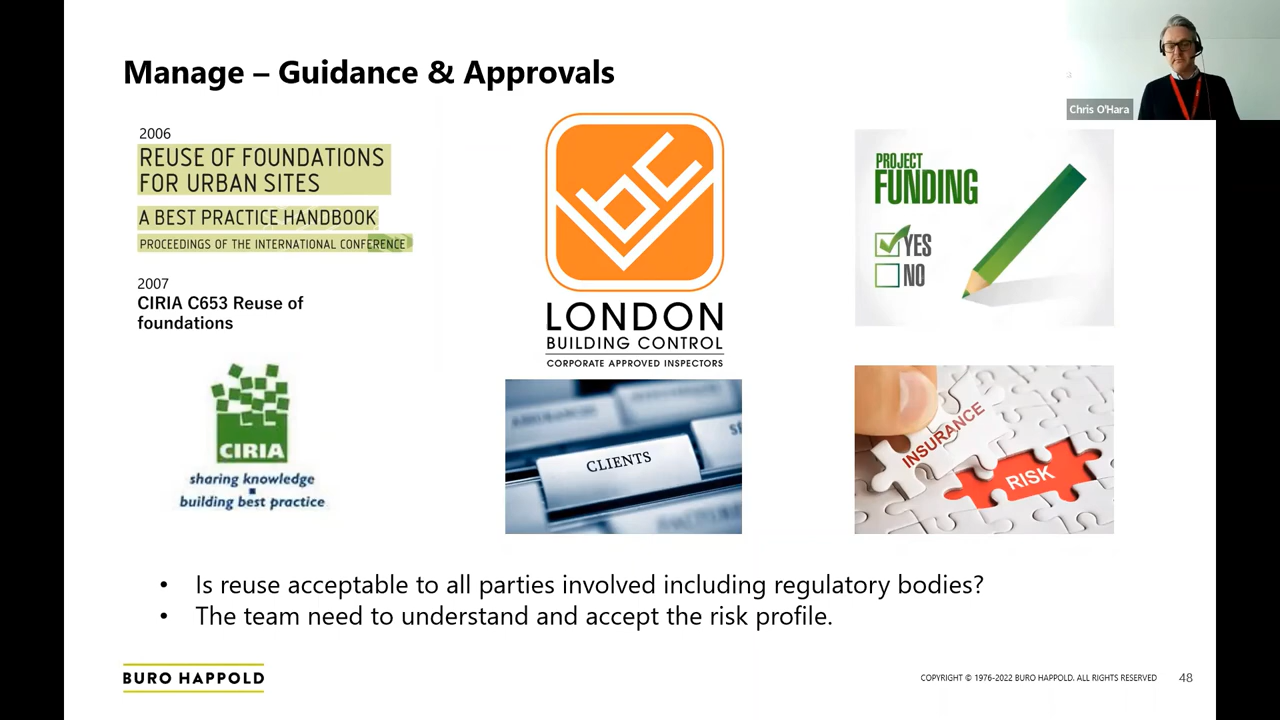 Manage – Guidance & Approvals
Chris O'Hara
2006
REUSE OF FOUNDATIONS
FOR URBAN SITES
A BEST PRACTICE HANDBOOK
PROCEEDINGS OF THE INTERNATIONAL CONFERENCE
2007
CIRIA C653 Reuse of
foundations
CIRIA
sharing knowledge
building best practice
lbc
LONDON
BUILDING CONTROL
CORPORATE APPROVED INSPECTORS
CLIENTS
PROJECT
FUNDING
YES
NO
INSURANCE
RISK
• Is reuse acceptable to all parties involved including regulatory bodies?
• The team need to understand and accept the risk profile.
BURO HAPPOLD
COPYRIGHT © 1976-2022 BURO HAPPOLD. ALL RIGHTS RESERVED
48